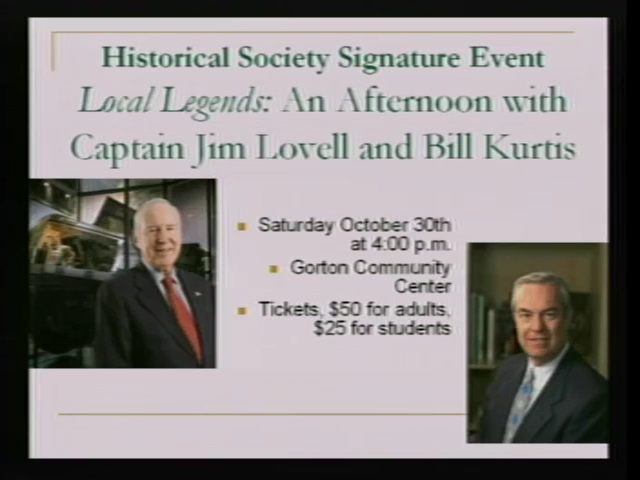 Historical Society Signature Event
Local Legends: An Afternoon with
Captain Jim Lovell and Bill Kurtis
Saturday October 30th
at 4:00 p.m.
Gorton Community
Center
Tickets, $50 for adults,
$25 for students